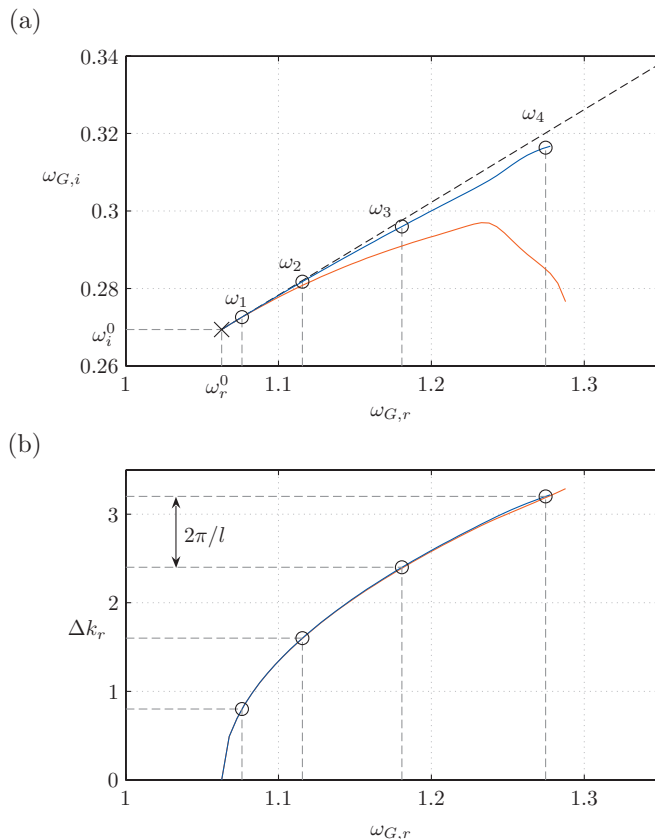 (a)
0.34
0.32
0.3
0.28
0.26
ω_{G,i}
ω_i^0
ω_1
ω_2
ω_3
ω_4
1
ω_r^0
1.1
1.2
1.3
ω_{G,r}
(b)
3
2
1
0
Δk_r
2π/l
1
1.1
1.2
1.3
ω_{G,r}